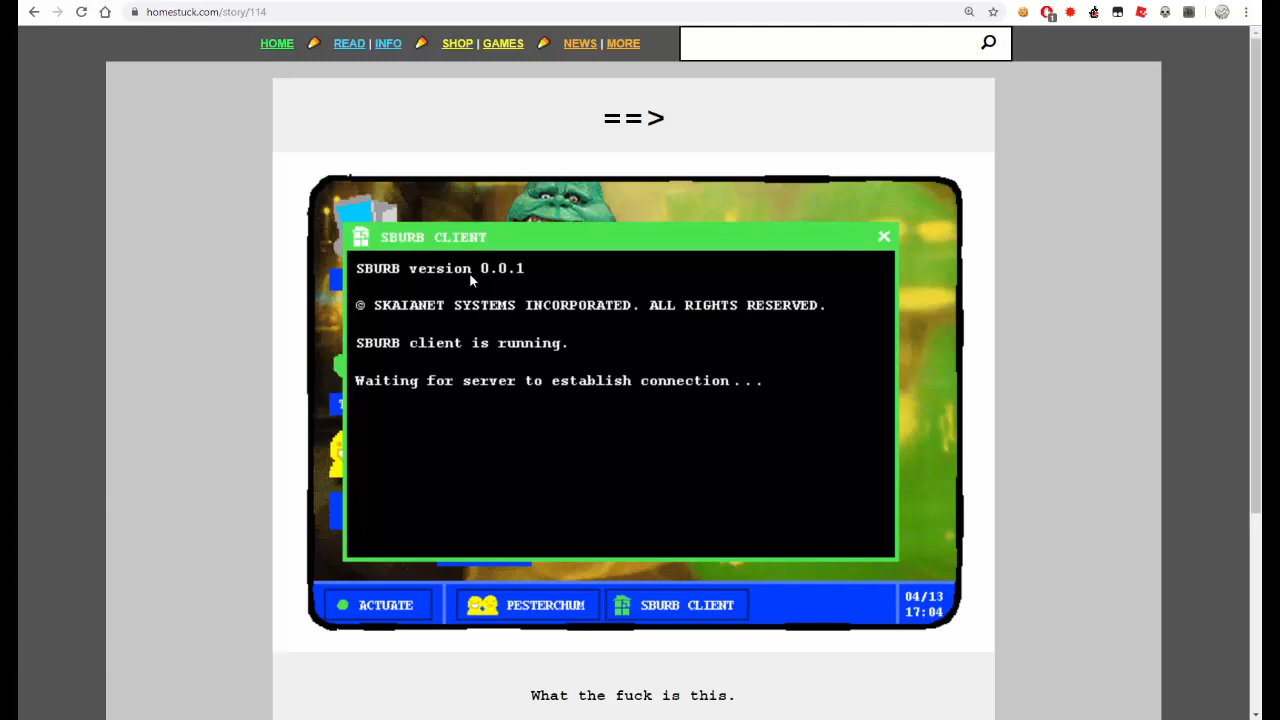 homestuck.com/story/114
1
HOME READ | INFO SHOP | GAMES NEWS | MORE
==>
SBURB CLIENT
SBURB version 0.0.1
© SKAIANET SYSTEMS INCORPORATED. ALL RIGHTS RESERVED.
SBURB client is running.
Waiting for server to establish connection...
ACTUATE PESTERCHUM SBURB CLIENT 04/13
17:04
What the fuck is this.